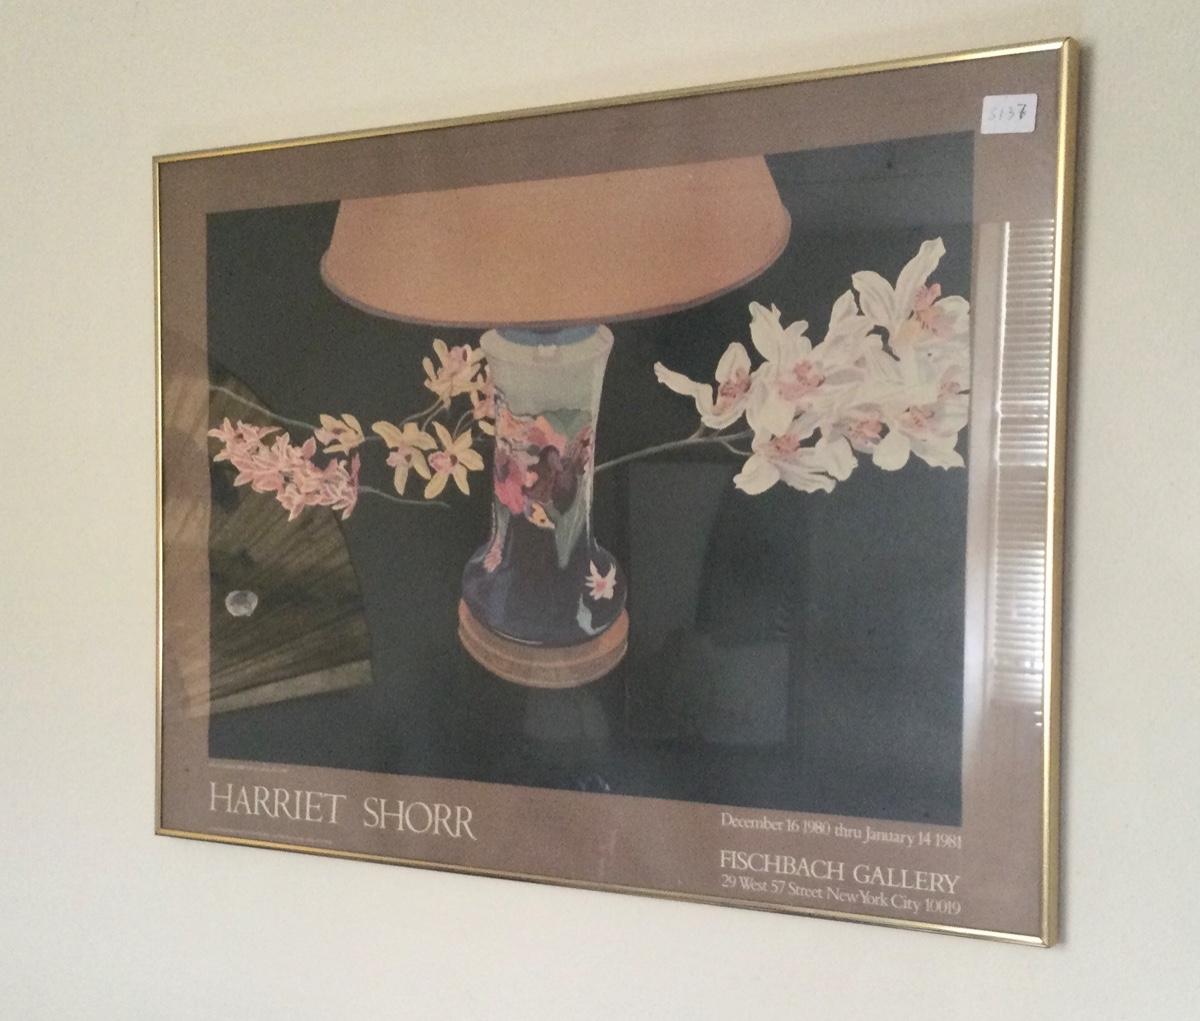 HARRIET SHORR
December 16 1980 thru January 14 1981
FISCHBACH GALLERY
29 West 57 Street New York City 10019